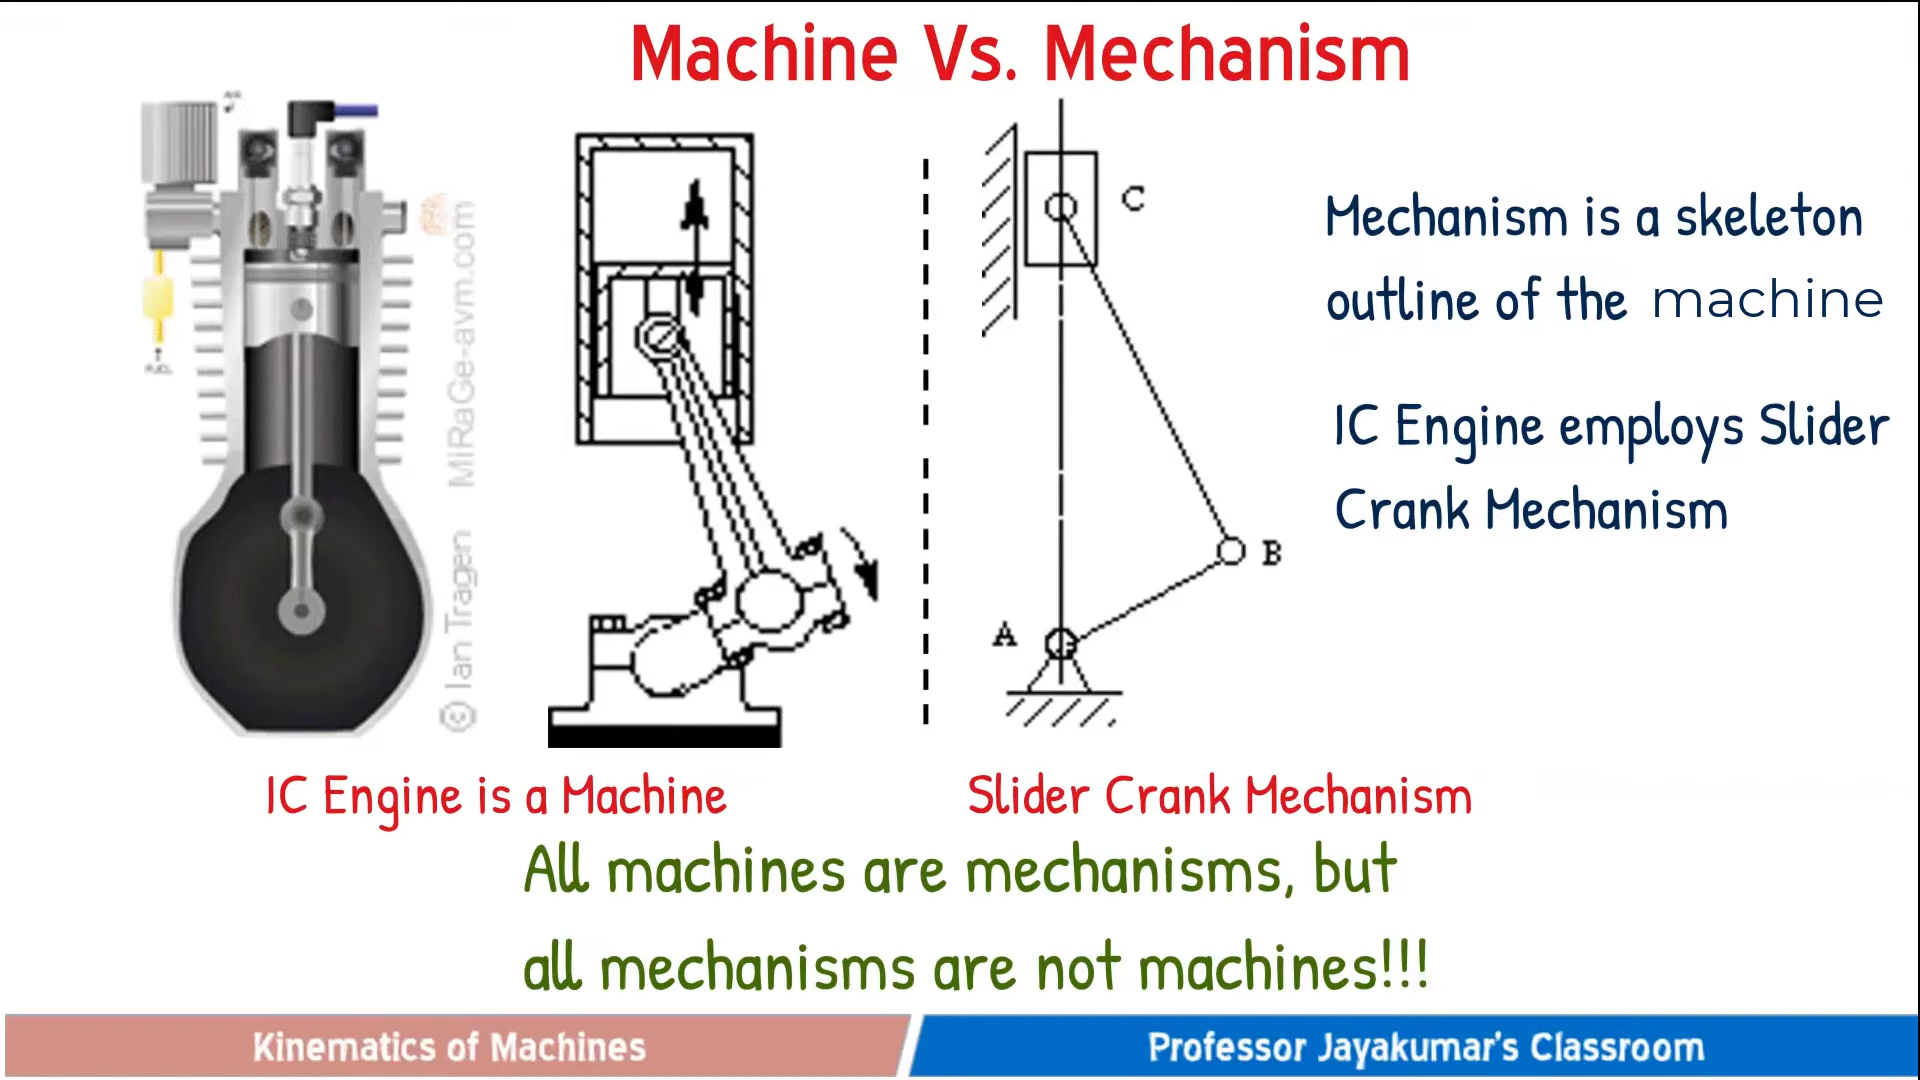 Machine Vs. Mechanism
AIR
FUEL
© Ian Tragen MiRaGe-avm.com
C
B
A
Mechanism is a skeleton
outline of the machine
IC Engine employs Slider
Crank Mechanism
IC Engine is a Machine
Slider Crank Mechanism
All machines are mechanisms, but
all mechanisms are not machines!!!
Kinematics of Machines
Professor Jayakumar's Classroom